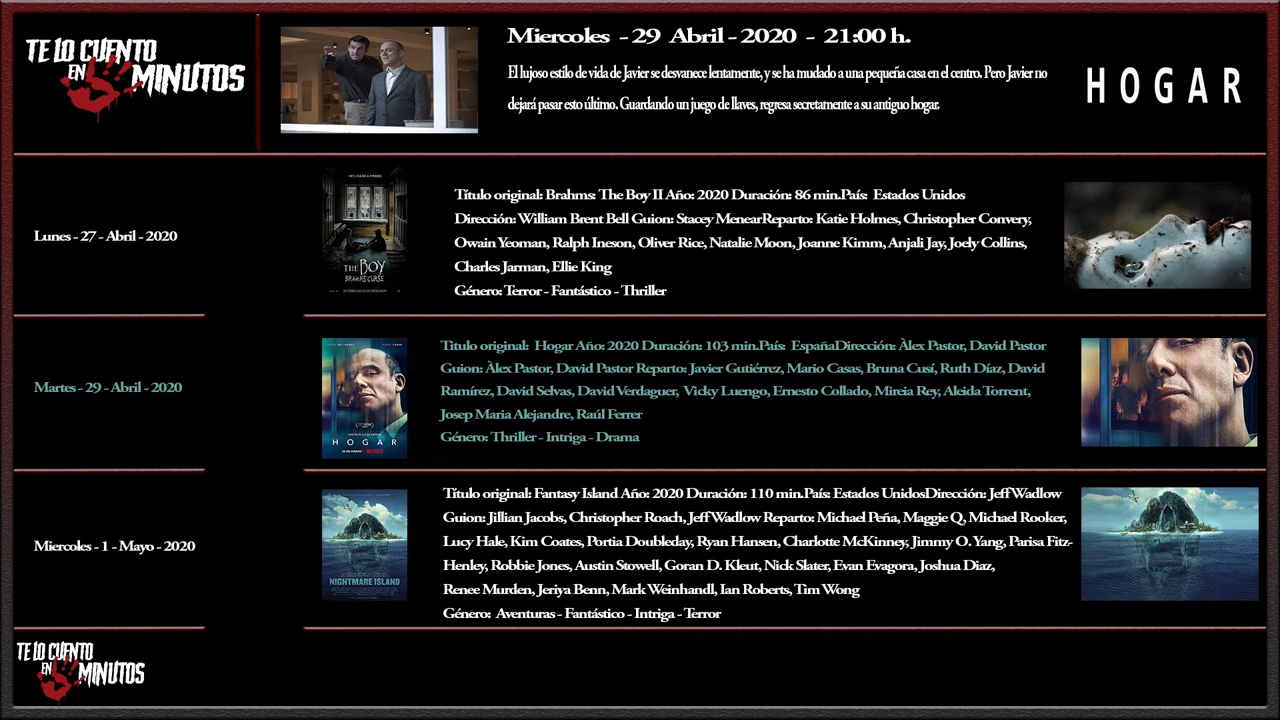 TE LO CUENTO
EN MINUTOS
Miercoles - 29 Abril - 2020 - 21:00 h.
El lujoso estilo de vida de Javier se desvanece lentamente, y se ha mudado a una pequeña casa en el centro. Pero Javier no
dejará pasar esto último. Guardando un juego de llaves, regresa secretamente a su antiguo hogar.
HOGAR
Lunes - 27 - Abril - 2020
THE BOY
BRAHMS CURSE
Título original: Brahms: The Boy II Año: 2020 Duración: 86 min.País Estados Unidos
Dirección: William Brent Bell Guion: Stacey MenearReparto: Katie Holmes, Christopher Convery,
Owain Yeoman, Ralph Ineson, Oliver Rice, Natalie Moon, Joanne Kimm, Anjali Jay, Joely Collins,
Charles Jarman, Ellie King
Género: Terror - Fantástico - Thriller
Martes - 29 - Abril - 2020
HOGAR
NETFLIX
Titulo original: Hogar Año: 2020 Duración: 103 min.País EspañaDirección: Àlex Pastor, David Pastor
Guion: Àlex Pastor, David Pastor Reparto: Javier Gutiérrez, Mario Casas, Bruna Cusí, Ruth Díaz, David
Ramírez, David Selvas, David Verdaguer, Vicky Luengo, Ernesto Collado, Mireia Rey, Aleida Torrent,
Josep Maria Alejandre, Raúl Ferrer
Género: Thriller - Intriga - Drama
Miercoles - 1 - Mayo - 2020
NIGHTMARE ISLAND
Título original: Fantasy Island Año: 2020 Duración: 110 min.País Estados UnidosDirección: Jeff Wadlow
Guion: Jillian Jacobs, Christopher Roach, Jeff Wadlow Reparto: Michael Peña, Maggie Q, Michael Rooker,
Lucy Hale, Kim Coates, Portia Doubleday, Ryan Hansen, Charlotte McKinney, Jimmy O. Yang, Parisa Fitz-
Henley, Robbie Jones, Austin Stowell, Goran D. Kleut, Nick Slater, Evan Evagora, Joshua Diaz,
Renee Murden, Jeriya Benn, Mark Weinhandl, Ian Roberts, Tim Wong
Género: Aventuras - Fantástico - Intriga - Terror
TE LO CUENTO
EN MINUTOS